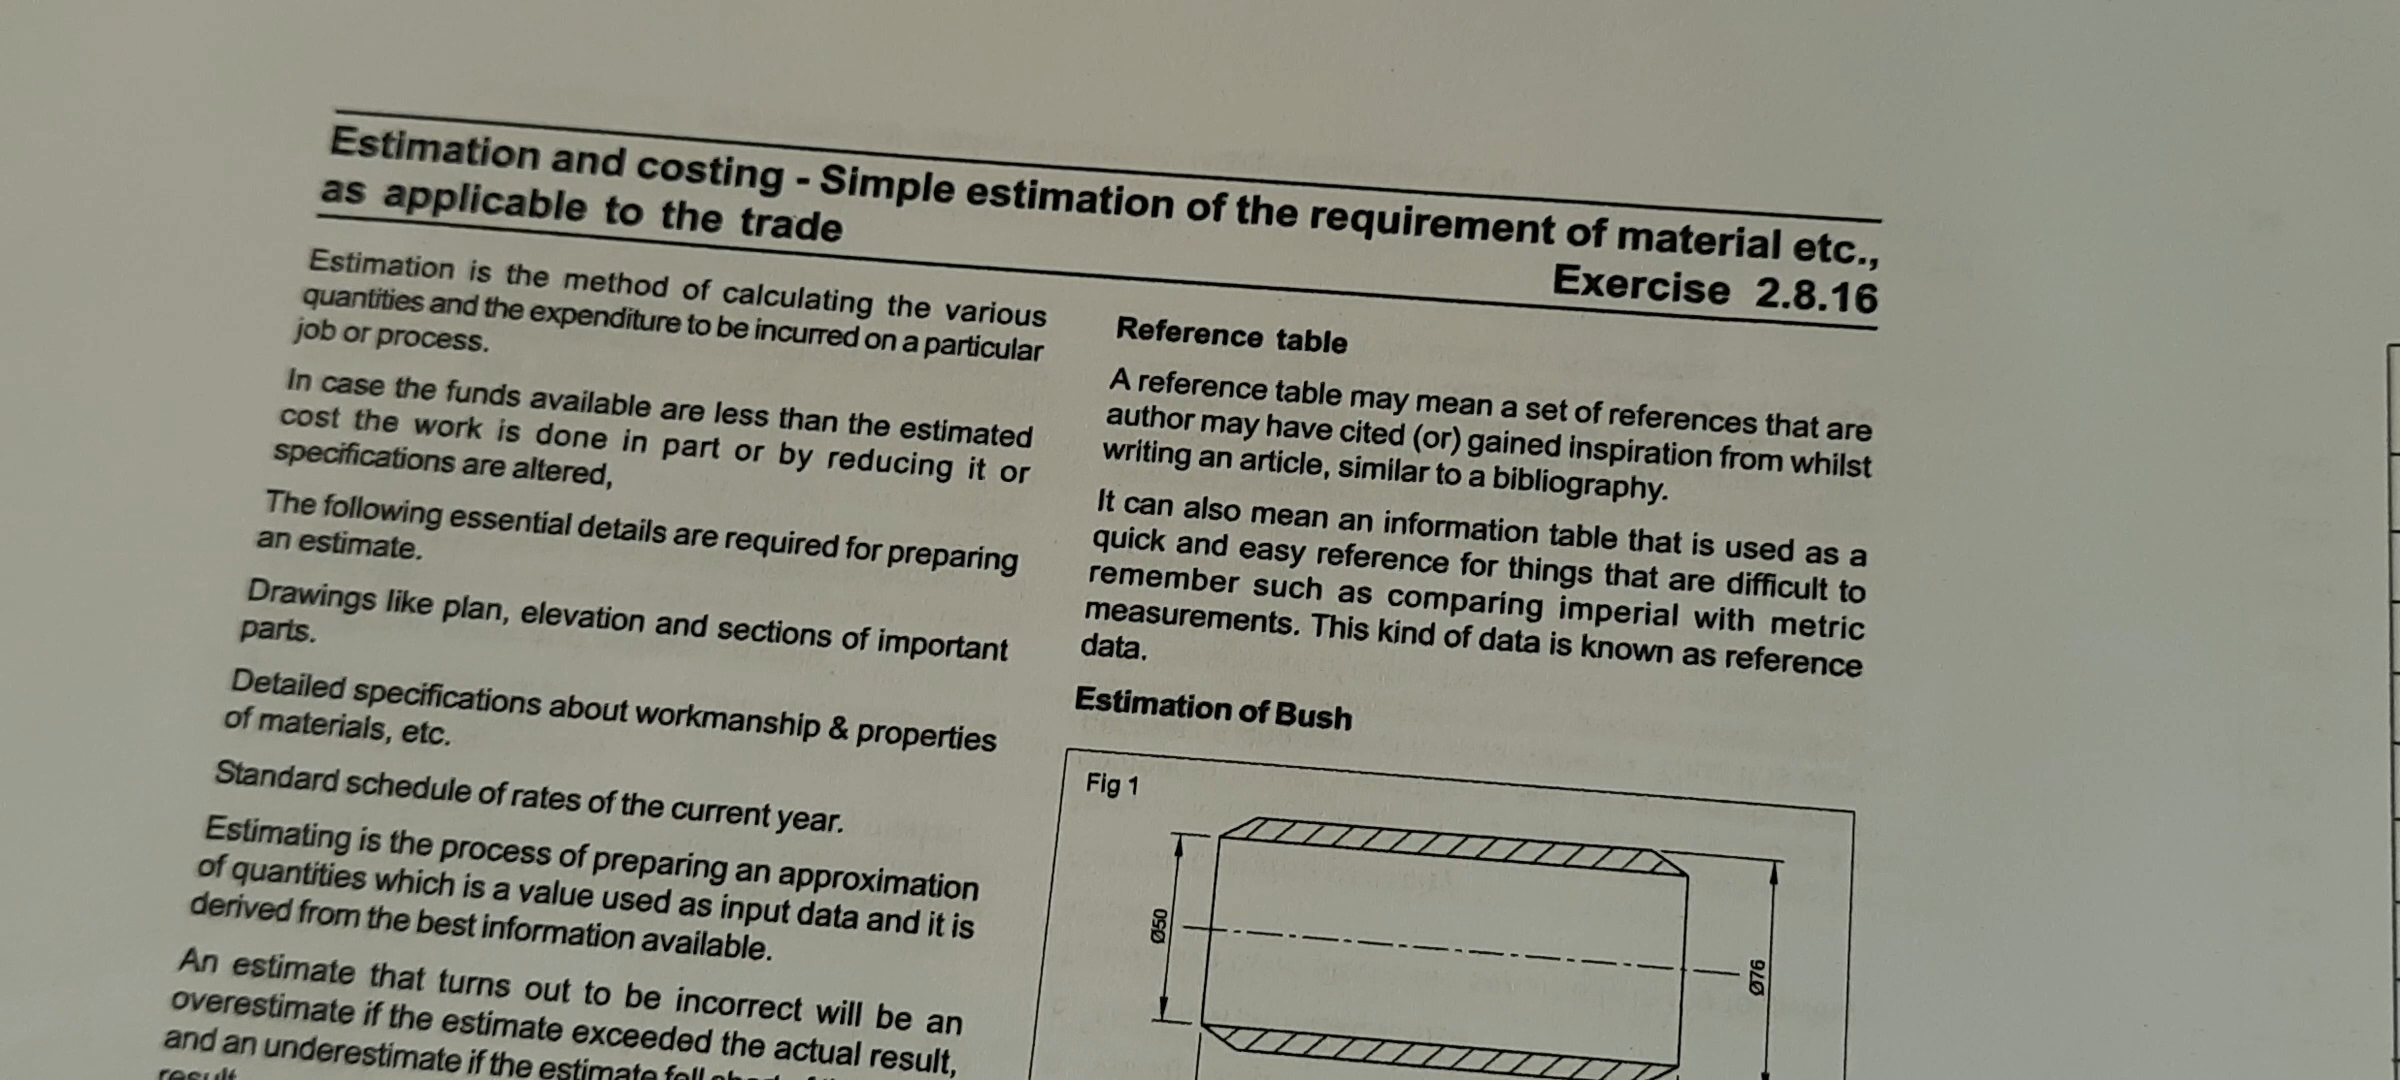 Estimation and costing - Simple estimation of the requirement of material etc.,
as applicable to the trade
Exercise 2.8.16
Estimation is the method of calculating the various
quantities and the expenditure to be incurred on a particular
job or process.
In case the funds available are less than the estimated
cost the work is done in part or by reducing it or
specifications are altered,
The following essential details are required for preparing
an estimate.
Drawings like plan, elevation and sections of important
parts.
Detailed specifications about workmanship & properties
of materials, etc.
Standard schedule of rates of the current year.
Estimating is the process of preparing an approximation
of quantities which is a value used as input data and it is
derived from the best information available.
An estimate that turns out to be incorrect will be an
overestimate if the estimate exceeded the actual result,
and an underestimate if the estimate fell
result
Reference table
A reference table may mean a set of references that are
author may have cited (or) gained inspiration from whilst
writing an article, similar to a bibliography.
It can also mean an information table that is used as a
quick and easy reference for things that are difficult to
remember such as comparing imperial with metric
measurements. This kind of data is known as reference
data.
Estimation of Bush
Fig 1
Ø50
Ø76